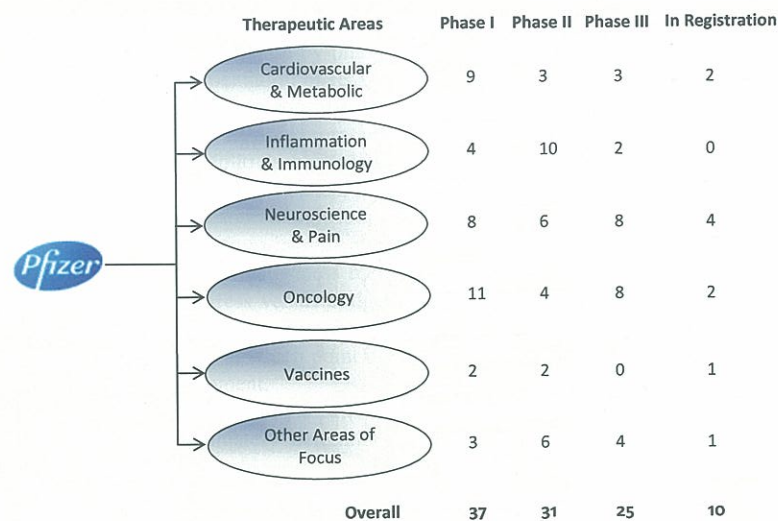 Therapeutic Areas Phase I Phase II Phase III In Registration
Cardiovascular
& Metabolic
9 3 3 2
Inflammation
& Immunology
4 10 2 0
Neuroscience
& Pain
8 6 8 4
Pfizer
Oncology 11 4 8 2
Vaccines 2 2 0 1
Other Areas of
Focus
3 6 4 1
Overall 37 31 25 10